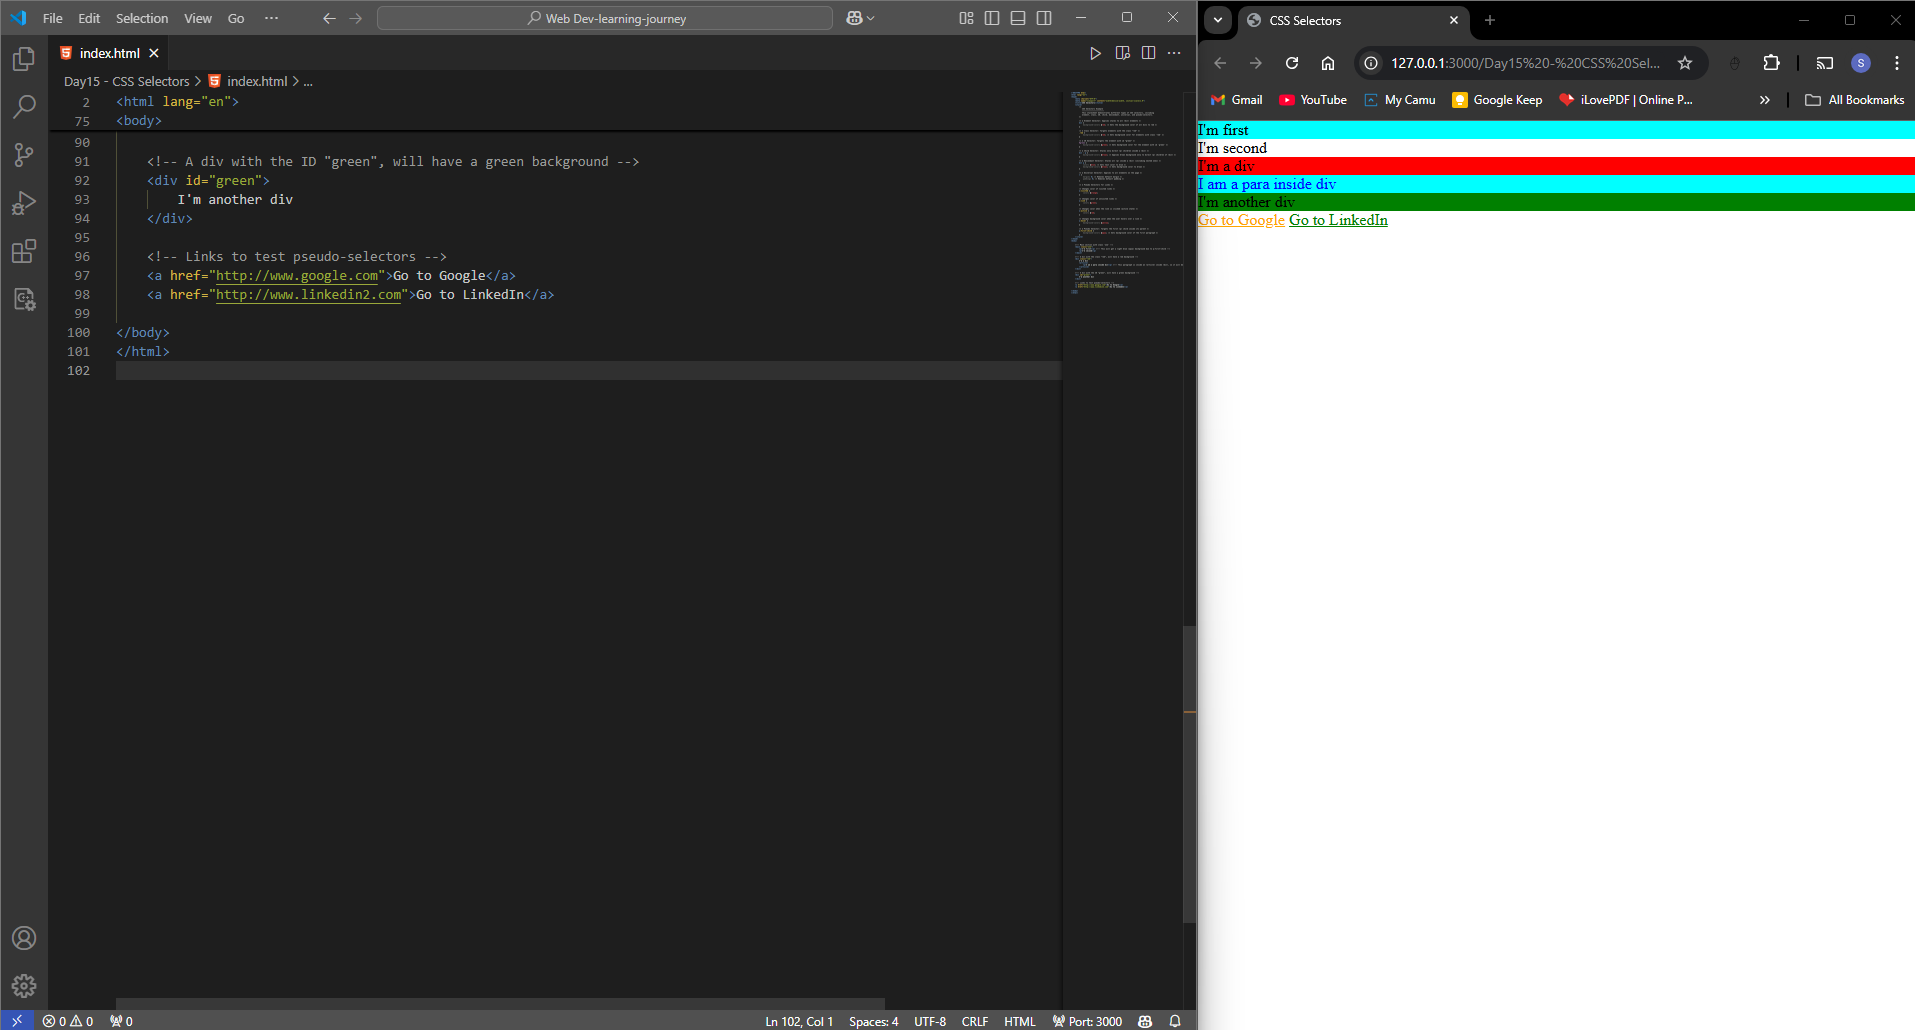 File Edit Selection View Go ...
Web Dev-learning-journey
index.html
Day15 - CSS Selectors > index.html > ...
2 <html lang="en">
75 <body>
90
91 <!-- A div with the ID "green", will have a green background -->
92 <div id="green">
93 I'm another div
94 </div>
95
96 <!-- Links to test pseudo-selectors -->
97 <a href="http://www.google.com">Go to Google</a>
98 <a href="http://www.linkedin2.com">Go to LinkedIn</a>
99
100 </body>
101 </html>
102
0 0 0 Ln 102, Col 1 Spaces: 4 UTF-8 CRLF HTML Port: 3000
CSS Selectors
127.0.0.1:3000/Day15%20-%20CSS%20Sel...
S
Gmail YouTube My Camu Google Keep iLovePDF | Online P... » All Bookmarks
I'm first
I'm second
I'm a div
I am a para inside div
I'm another div
Go to Google Go to LinkedIn